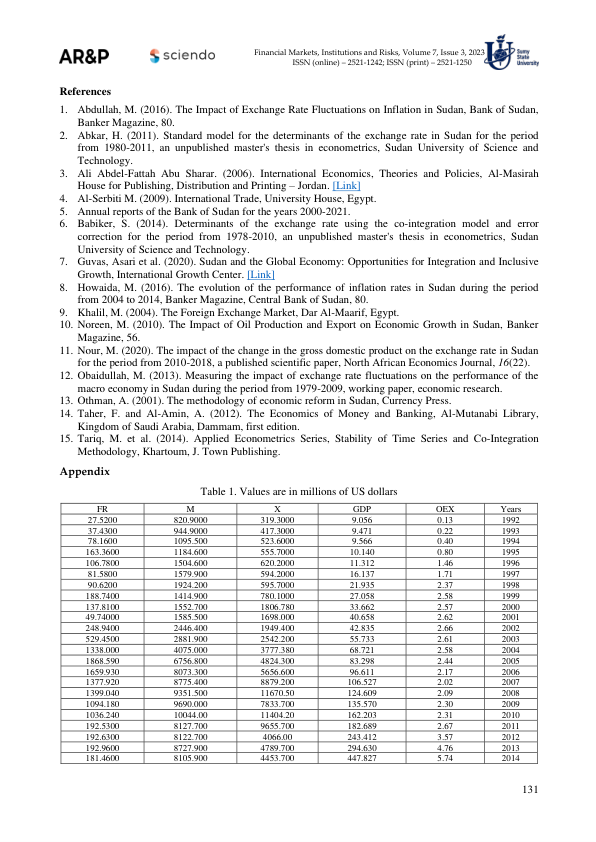 AR&P
sciendo
Financial Markets, Institutions and Risks, Volume 7, Issue 3, 2023
ISSN (online) – 2521-1242; ISSN (print) – 2521-1250
Sumy
State
University
References
1. Abdullah, M. (2016). The Impact of Exchange Rate Fluctuations on Inflation in Sudan, Bank of Sudan,
Banker Magazine, 80.
2. Abkar, H. (2011). Standard model for the determinants of the exchange rate in Sudan for the period
from 1980-2011, an unpublished master's thesis in econometrics, Sudan University of Science and
Technology.
3. Ali Abdel-Fattah Abu Sharar. (2006). International Economics, Theories and Policies, Al-Masirah
House for Publishing, Distribution and Printing – Jordan. [Link]
4. Al-Serbiti M. (2009). International Trade, University House, Egypt.
5. Annual reports of the Bank of Sudan for the years 2000-2021.
6. Babiker, S. (2014). Determinants of the exchange rate using the co-integration model and error
correction for the period from 1978-2010, an unpublished master's thesis in econometrics, Sudan
University of Science and Technology.
7. Guvas, Asari et al. (2020). Sudan and the Global Economy: Opportunities for Integration and Inclusive
Growth, International Growth Center. [Link]
8. Howaida, M. (2016). The evolution of the performance of inflation rates in Sudan during the period
from 2004 to 2014, Banker Magazine, Central Bank of Sudan, 80.
9. Khalil, M. (2004). The Foreign Exchange Market, Dar Al-Maarif, Egypt.
10. Noreen, M. (2010). The Impact of Oil Production and Export on Economic Growth in Sudan, Banker
Magazine, 56.
11. Nour, M. (2020). The impact of the change in the gross domestic product on the exchange rate in Sudan
for the period from 2010-2018, a published scientific paper, North African Economics Journal, 16(22).
12. Obaidullah, M. (2013). Measuring the impact of exchange rate fluctuations on the performance of the
macro economy in Sudan during the period from 1979-2009, working paper, economic research.
13. Othman, A. (2001). The methodology of economic reform in Sudan, Currency Press.
14. Taher, F. and Al-Amin, A. (2012). The Economics of Money and Banking, Al-Mutanabi Library,
Kingdom of Saudi Arabia, Dammam, first edition.
15. Tariq, M. et al. (2014). Applied Econometrics Series, Stability of Time Series and Co-Integration
Methodology, Khartoum, J. Town Publishing.
Appendix
Table 1. Values are in millions of US dollars
FR M X GDP OEX Years
27.5200 820.9000 319.3000 9.056 0.13 1992
37.4300 944.9000 417.3000 9.471 0.22 1993
78.1600 1095.500 523.6000 9.566 0.40 1994
163.3600 1184.600 555.7000 10.140 0.80 1995
106.7800 1504.600 620.2000 11.312 1.46 1996
81.5800 1579.900 594.2000 16.137 1.71 1997
90.6200 1924.200 595.7000 21.935 2.37 1998
188.7400 1414.900 780.1000 27.058 2.58 1999
137.8100 1552.700 1806.780 33.662 2.57 2000
49.74000 1585.500 1698.000 40.658 2.62 2001
248.9400 2446.400 1949.400 42.835 2.66 2002
529.4500 2881.900 2542.200 55.733 2.61 2003
1338.000 4075.000 3777.380 68.721 2.58 2004
1868.590 6756.800 4824.300 83.298 2.44 2005
1659.930 8073.300 5656.600 96.611 2.17 2006
1377.920 8775.400 8879.200 106.527 2.02 2007
1399.040 9351.500 11670.50 124.609 2.09 2008
1094.180 9690.000 7833.700 135.570 2.30 2009
1036.240 10044.00 11404.20 162.203 2.31 2010
192.5300 8127.700 9655.700 182.689 2.67 2011
192.6300 8122.700 4066.00 243.412 3.57 2012
192.9600 8727.900 4789.700 294.630 4.76 2013
181.4600 8105.900 4453.700 447.827 5.74 2014
131